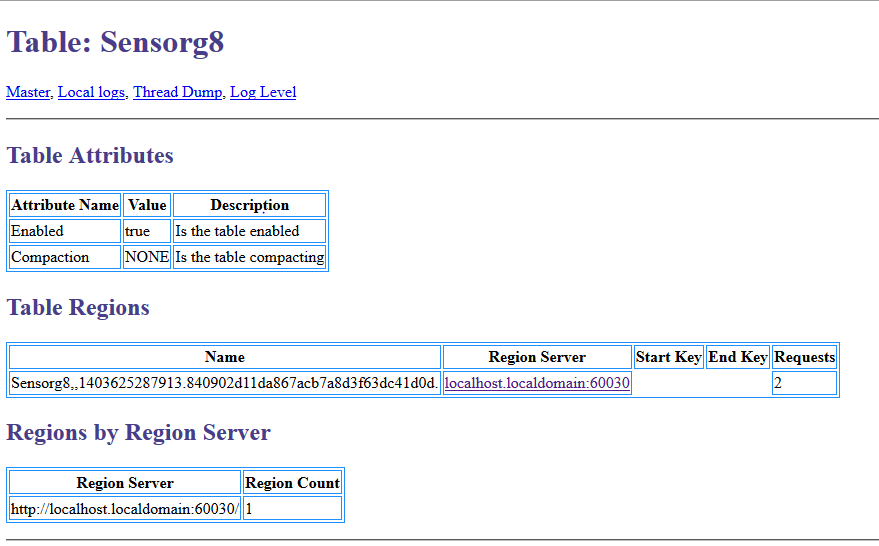 Table: Sensorg8
Master, Local logs, Thread Dump, Log Level
Table Attributes
Attribute Name Value Description
Enabled true Is the table enabled
Compaction NONE Is the table compacting
Table Regions
Name Region Server Start Key End Key Requests
Sensorg8,,1403625287913.840902d11da867acb7a8d3f63dc41d0d. localhost.localdomain:60030 2
Regions by Region Server
Region Server Region Count
http://localhost.localdomain:60030/ 1